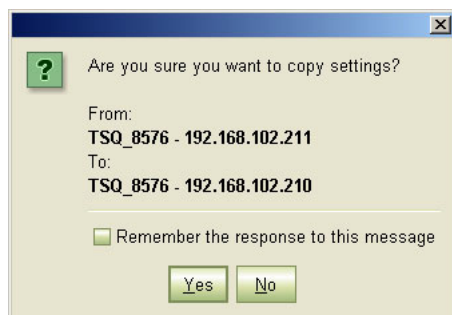 Are you sure you want to copy settings?
From:
TSQ_8576 - 192.168.102.211
To:
TSQ_8576 - 192.168.102.210
Remember the response to this message
Yes No